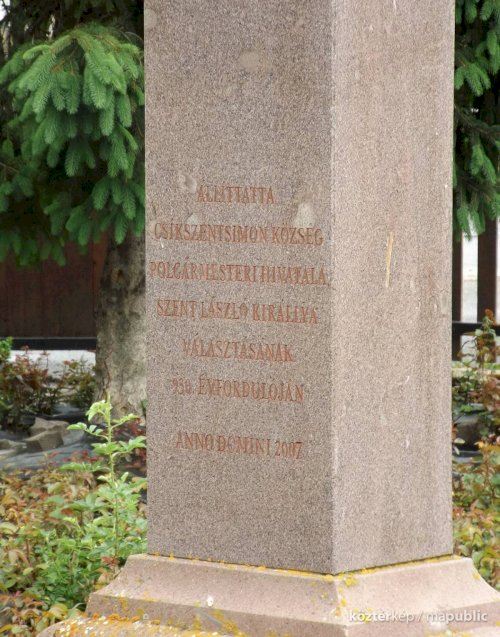 ÁLLÍTTATTA
CSÍKSZENTSIMON KÖZSÉG
POLGÁRMESTERI HIVATALA,
SZENT LÁSZLÓ KIRÁLLYÁ
VÁLASZTÁSÁNAK
930. ÉVFORDULÓJÁN
ANNO DOMINI 2007
köztérkép / mapublic